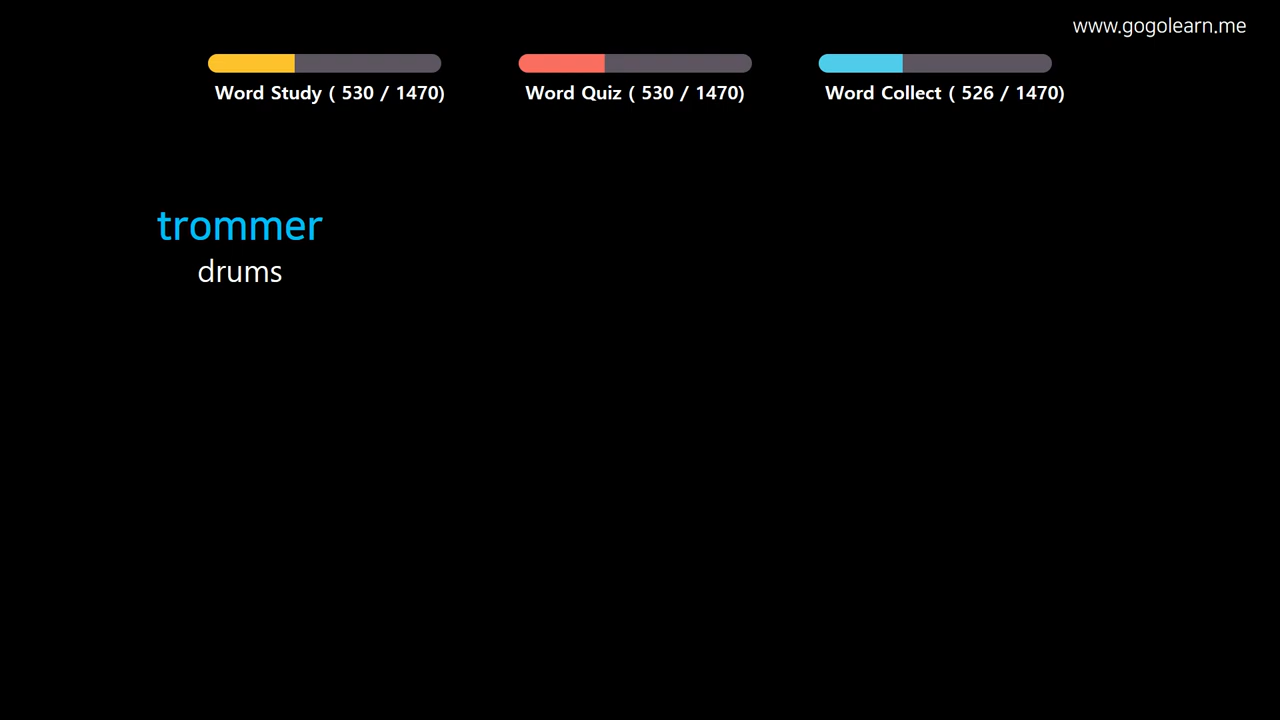 www.gogolearn.me
Word Study ( 530 / 1470)
Word Quiz ( 530 / 1470)
Word Collect ( 526 / 1470)
trommer
drums